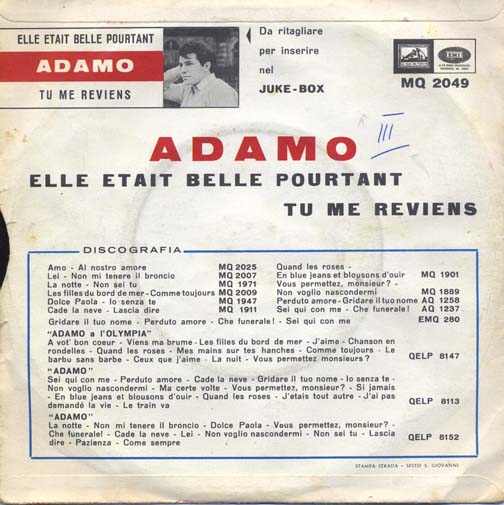 ELLE ETAIT BELLE POURTANT
ADAMO
TU ME REVIENS
Da ritagliare
per inserire
nel
JUKE-BOX
EMI
MQ 2049
III
ADAMO
ELLE ETAIT BELLE POURTANT
TU ME REVIENS
DISCOGRAFIA
Amo - Al nostro amore MQ 2025
Lei - Non mi tenere il broncio MQ 2007
La notte - Non sei tu MQ 1971
Les filles du bord de mer - Comme toujours MQ 2009
Dolce Paola - Io senza te MQ 1947
Cade la neve - Lascia dire MQ 1911
Quand les roses -
En blue jeans et blousons d'ouir MQ 1901
Vous permettez, monsieur? -
Non voglio nascondermi MQ 1889
Perduto amore - Gridare il tuo nome AQ 1258
Sei qui con me - Che funerale! AQ 1237
Gridare il tuo nome - Perduto amore - Che funerale! - Sei qui con me EMQ 280
"ADAMO a l'OLYMPIA"
A vot' bon coeur - Viens ma brume - Les filles du bord de mer - J'aime - Chanson en
rondelles - Quand les roses - Mes mains sur tes hanches - Comme toujours - Le
barbu sans barbe - Ceux que j'aime - La nuit - Vous permettez monsieurs? QELP 8147
"ADAMO"
Sei qui con me - Perduto amore - Cade la neve - Gridare il tuo nome - Io senza te -
Non voglio nascondermi - Ma certe volte - Vous permettez, monsieur? - Si jamais
- En blue jeans et blousons d'ouir - Quand les roses - J'etais tout autre - J'ai pas
demandé la vie - Le train va QELP 8113
"ADAMO"
La notte - Non mi tenere il broncio - Dolce Paola - Vous permettez, monsieur? -
Che funerale! - Cade la neve - Lei - Non voglio nascondermi - Non sei tu - Lascia
dire - Pazienza - Come sempre QELP 8152
STAMPA STRADA - SESTO S. GIOVANNI